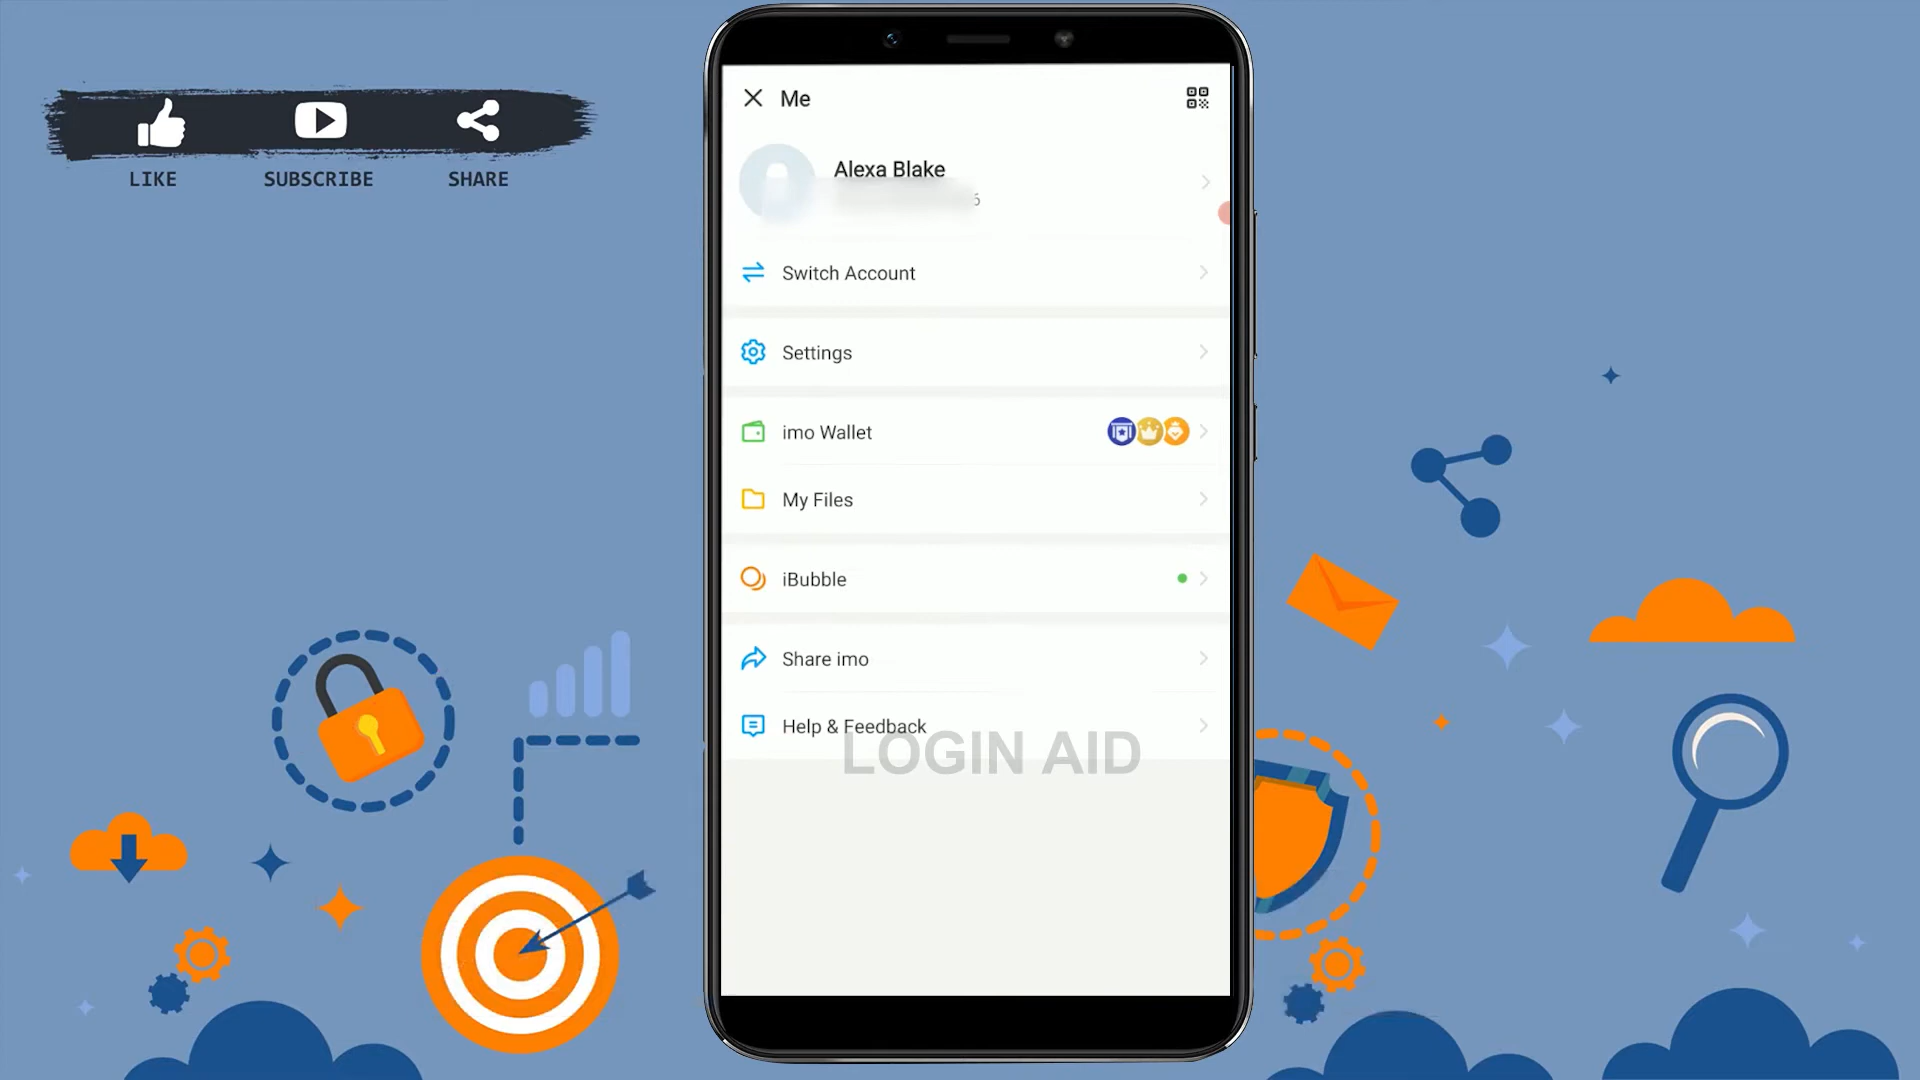 LIKE SUBSCRIBE SHARE
Me
Alexa Blake
6
Switch Account
Settings
imo Wallet
My Files
iBubble
Share imo
Help & Feedback
LOGIN AID